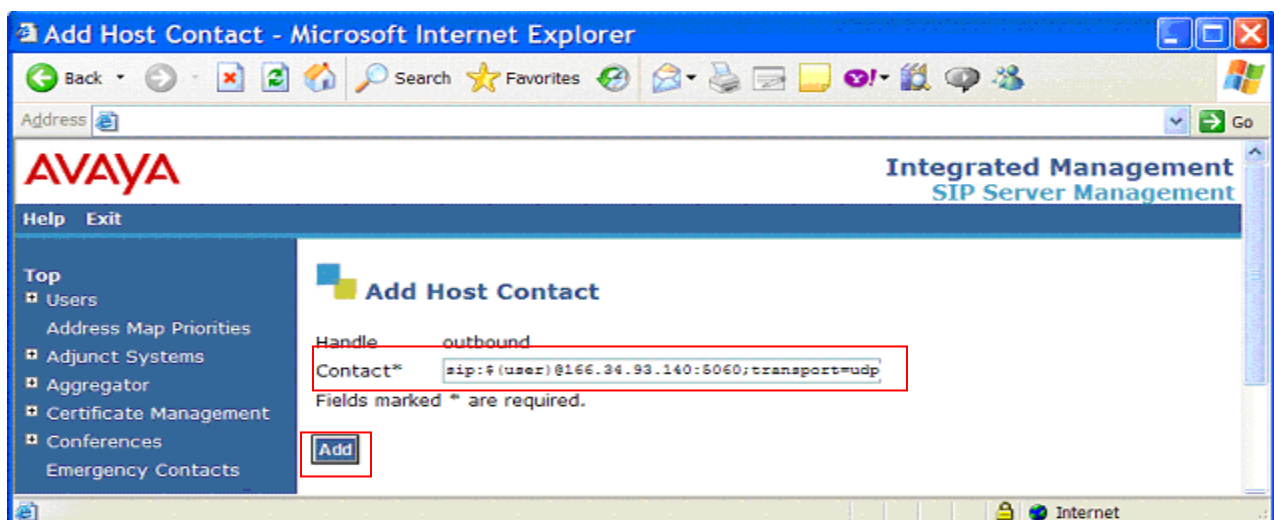 Add Host Contact - Microsoft Internet Explorer
Back Search Favorites
Address Go
AVAYA
Integrated Management
SIP Server Management
Help Exit
Top
Users
Address Map Priorities
Adjunct Systems
Aggregator
Certificate Management
Conferences
Emergency Contacts
Add Host Contact
Handle outbound
Contact* sip:$(user)@166.34.93.140:5060;transport=udp
Fields marked * are required.
Add
Internet